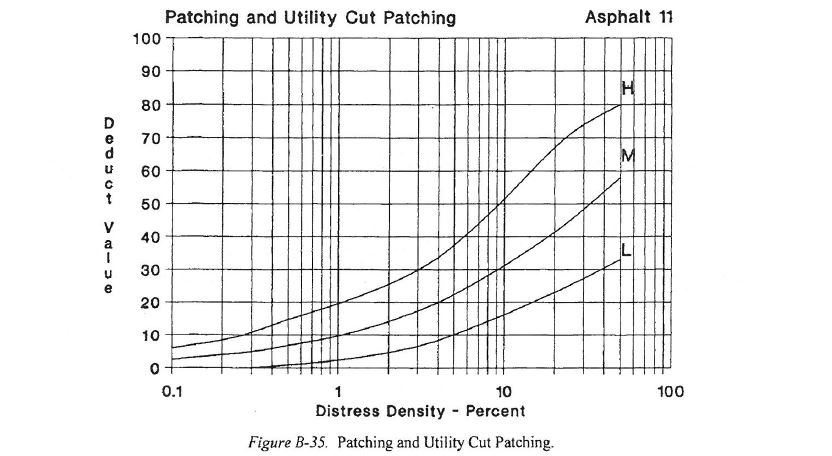 Patching and Utility Cut Patching Asphalt 11
100
90
80
70
60
50
40
30
20
10
0
Deduct Value
H
M
L
0.1 1 10 100
Distress Density - Percent
Figure B-35. Patching and Utility Cut Patching.